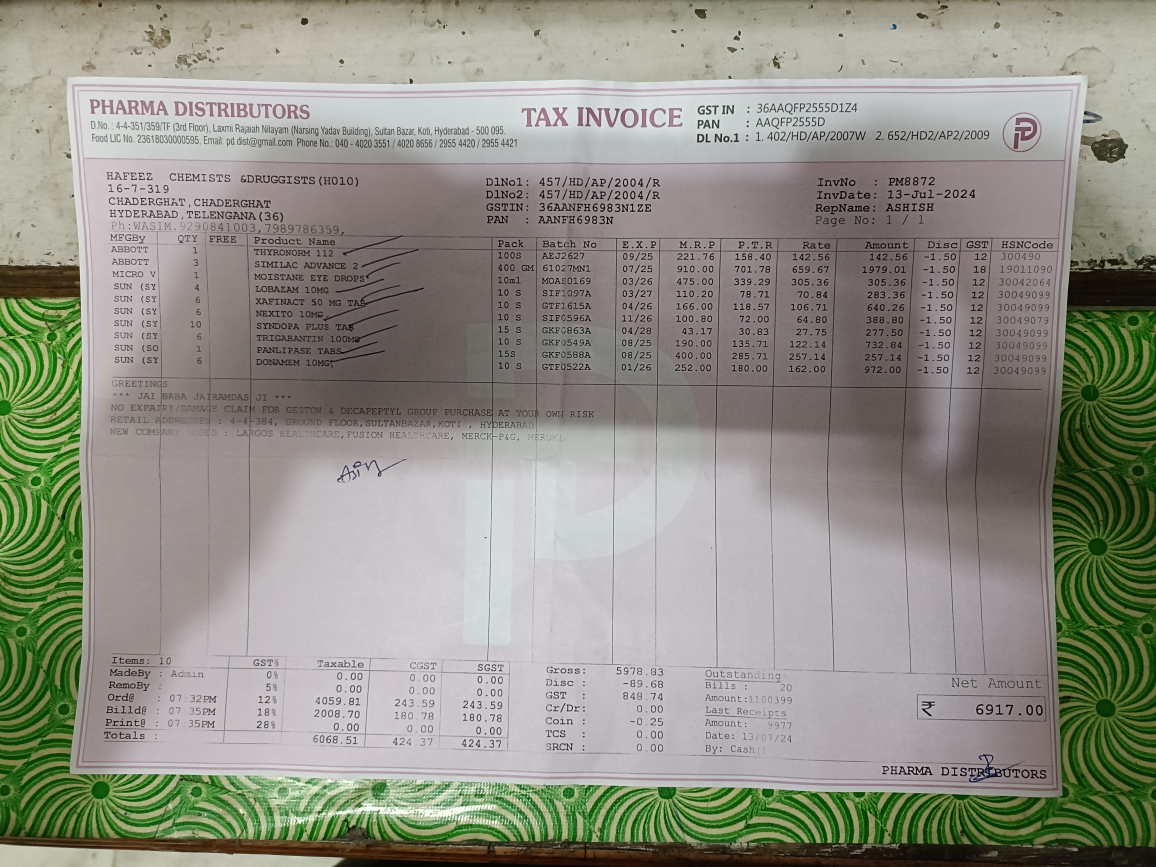 PHARMA DISTRIBUTORS
D.No. : 4-4-351/359/TF (3rd Floor), Laxmi Rajaiah Nilayam (Narsing Yadav Building), Sultan Bazar, Koti, Hyderabad - 500 095.
Food LIC No. 23618030000595, Email: pd.dist@gmail.com Phone No.. 040 - 4020 3551 / 4020 8656 / 2955 4420 / 2955 4421
TAX INVOICE
GST IN : 36AAQFP2555D1Z4
PAN : AAQFP2555D
DL No.1 : 1. 402/HD/AP/2007W 2. 652/HD2/AP2/2009
HAFEEZ CHEMISTS &DRUGGISTS(H010)
16-7-319
CHADERGHAT,CHADERGHAT
HYDERABAD,TELENGANA(36)
Ph:WASIM.9290841003,7989786359,
DlNo1: 457/HD/AP/2004/R
DlNo2: 457/HD/AP/2004/R
GSTIN: 36AANFH6983N1ZE
PAN : AANFH6983N
InvNo : PM8872
InvDate: 13-Jul-2024
RepName: ASHISH
Page No: 1 / 1
MFGBy QTY FREE Product Name Pack Batch No E.X.P M.R.P P.T.R Rate Amount Disc GST HSNCode
ABBOTT 1 THYRONORM 112 100S AEJ2627 09/25 221.76 158.40 142.56 142.56 -1.50 12 300490
ABBOTT 3 SIMILAC ADVANCE 2 400 GM 61027MN1 07/25 910.00 701.78 659.67 1979.01 -1.50 18 19011090
MICRO V 1 MOISTANE EYE DROPS 10ml MOAS0169 03/26 475.00 339.29 305.36 305.36 -1.50 12 30042064
SUN (SY 4 LOBAZAM 10MG 10 S SIF1097A 03/27 110.20 78.71 70.84 283.36 -1.50 12 30049099
SUN (SY 6 XAFINACT 50 MG TAB 0 S GTF1615A 04/26 166.00 118.57 106.71 640.26 -1.50 12 30049099
SUN (SY 6 NEXITO 10MG 10 S SIF0596A 11/26 100.80 72.00 64.80 388.80 -1.50 12 30049079
SUN (SY 10 SYNDOPA PLUS TAB 15 S GKF0863A 04/28 43.17 30.83 27.75 277.50 -1.50 12 30049099
SUN (SY 6 TRIGABANTIN 100MG 10 S GKF0549A 08/25 190.00 135.71 122.14 732.84 -1.50 12 30049099
SUN (SO 1 PANLIPASE TABS 15S GKF0588A 08/25 400.00 285.71 257.14 257.14 -1.50 12 30049099
SUN (SY 6 DONAMEM 10MG 10 S GTF0522A 01/26 252.00 180.00 162.00 972.00 -1.50 12 30049099
GREETINGS
*** JAI BABA JAIRAMDAS JI ***
NO EXPAIRY/DAMAGE CLAIM FOR GESTON & DECAPEPTYL GROUP PURCHASE AT YOUR OWN RISK
RETAIL ADDRESS : 4-4-384, GROUND FLOOR,SULTANBAZAR,KOTI , HYDERABAD
NEW COMPANY ADDED : LARGOS HEALTHCARE,FUSION HEALTHCARE, MERCK-P&G,
Items: 10 GST% Taxable CGST SGST
MadeBy : Admin 0% 0.00 0.00 0.00
RemoBy : 5% 0.00 0.00 0.00
Ord@ : 07:32PM 12% 4059.81 243.59 243.59
Billd@ : 07:35PM 18% 2008.70 180.78 180.78
Print@ : 07:35PM 28% 0.00 0.00 0.00
Totals : 6068.51 424.37 424.37
Gross: 5978.83
Disc : -89.68
GST : 848.74
Cr/Dr: 0.00
Coin : -0.25
TCS : 0.00
SRCN : 0.00
Outstanding
Bills : 20
Amount:1100399
Last Receipts
Amount: 9977
Date: 13/07/24
By: Cash
Net Amount
₹ 6917.00
PHARMA DISTRIBUTORS